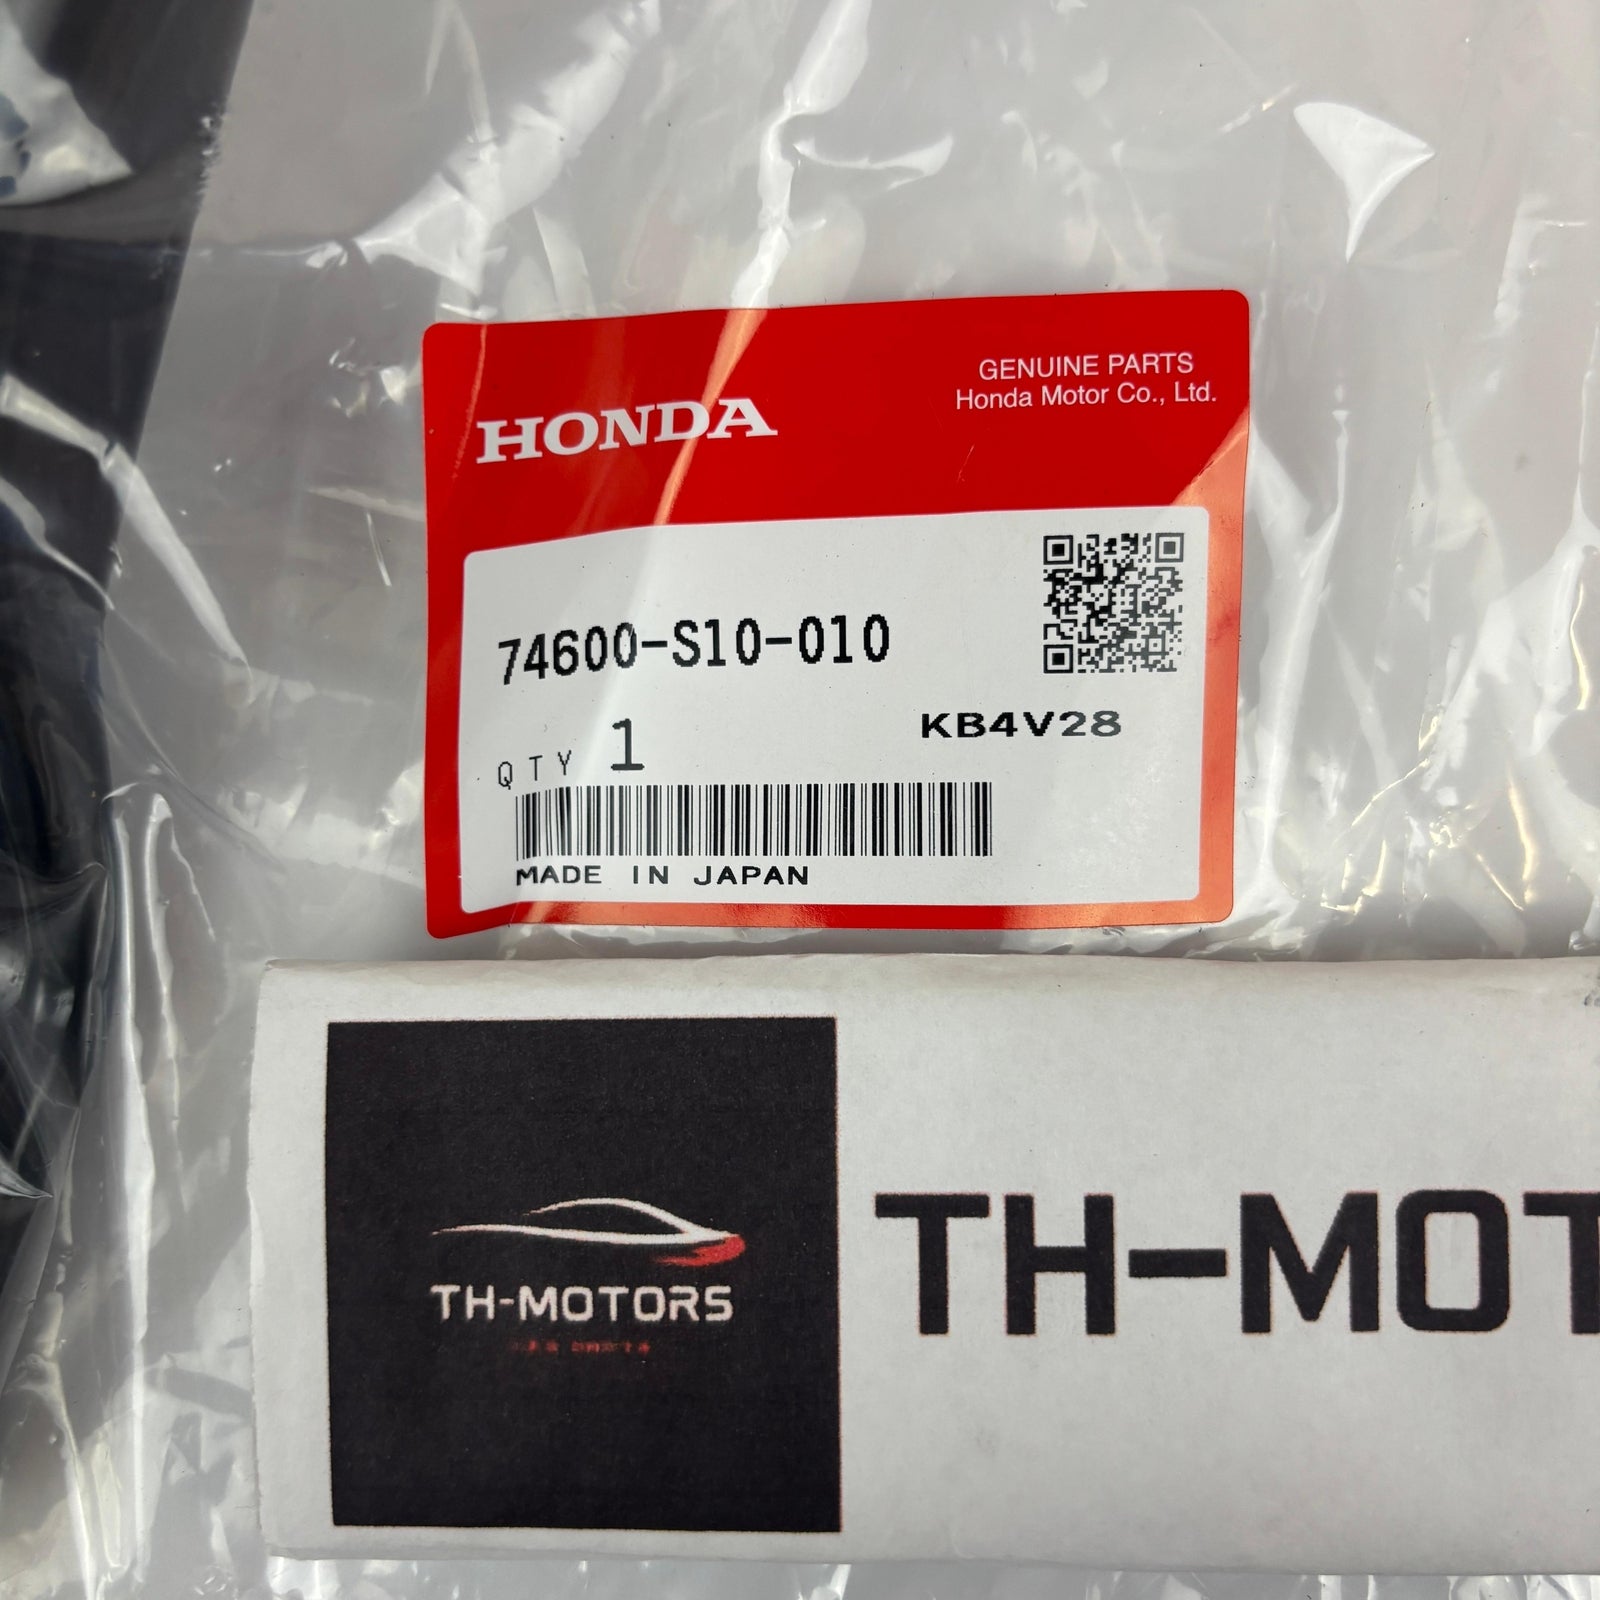 HONDA
GENUINE PARTS
Honda Motor Co., Ltd.
74600-S10-010
QTY 1
KB4V28
MADE IN JAPAN
TH-MOTORS
TH-MOT